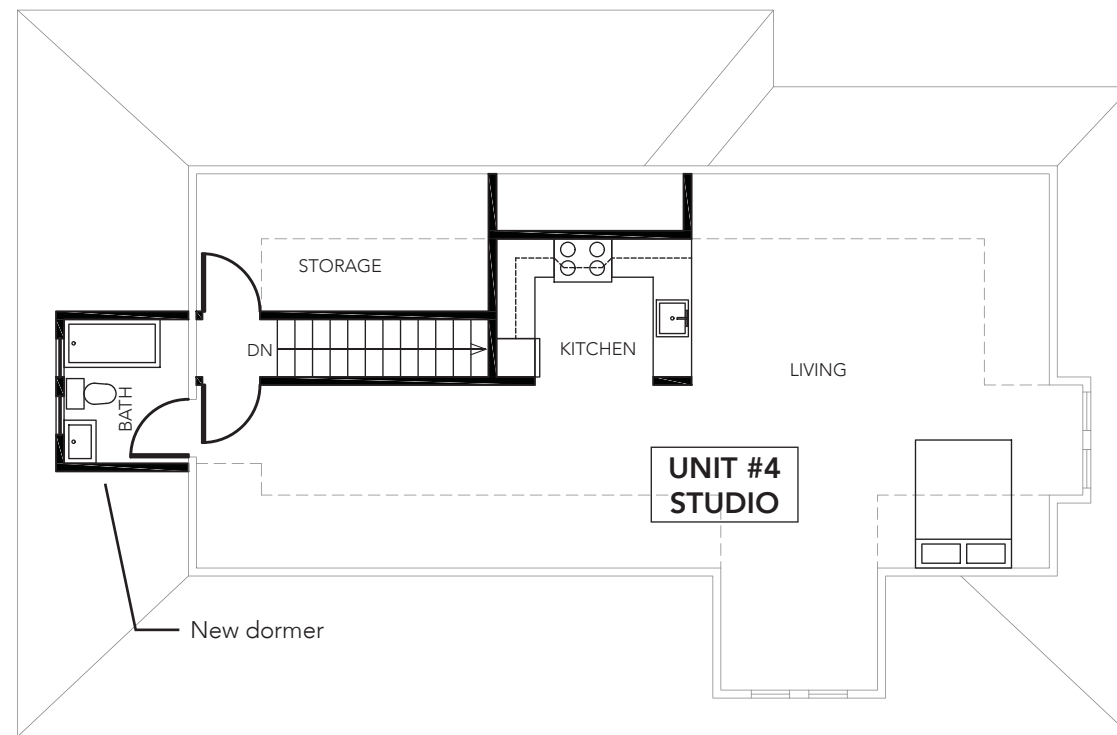 STORAGE
DN
KITCHEN
LIVING
BATH
UNIT #4
STUDIO
New dormer